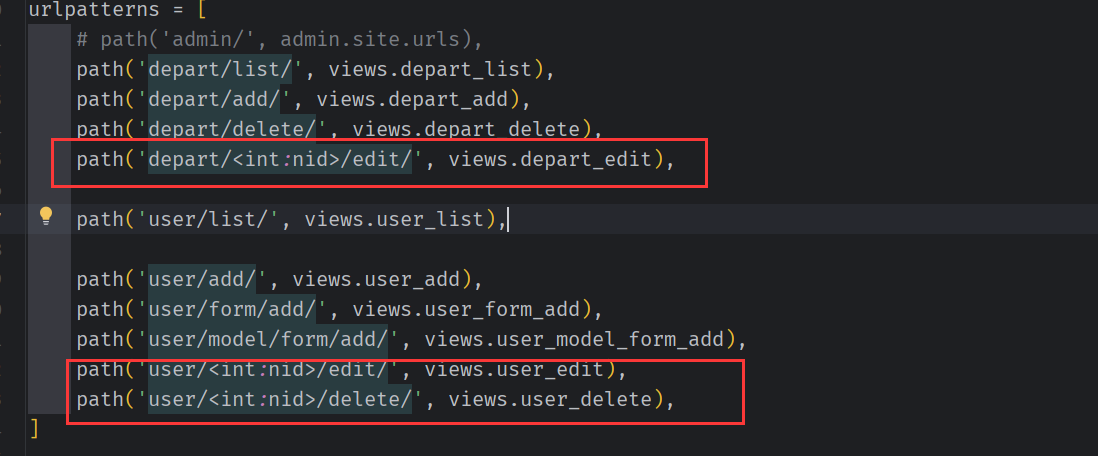 urlpatterns = [
# path('admin/', admin.site.urls),
path('depart/list/', views.depart_list),
path('depart/add/', views.depart_add),
path('depart/delete/', views.depart_delete),
path('depart/<int:nid>/edit/', views.depart_edit),
path('user/list/', views.user_list),
path('user/add/', views.user_add),
path('user/form/add/', views.user_form_add),
path('user/model/form/add/', views.user_model_form_add),
path('user/<int:nid>/edit/', views.user_edit),
path('user/<int:nid>/delete/', views.user_delete),
]